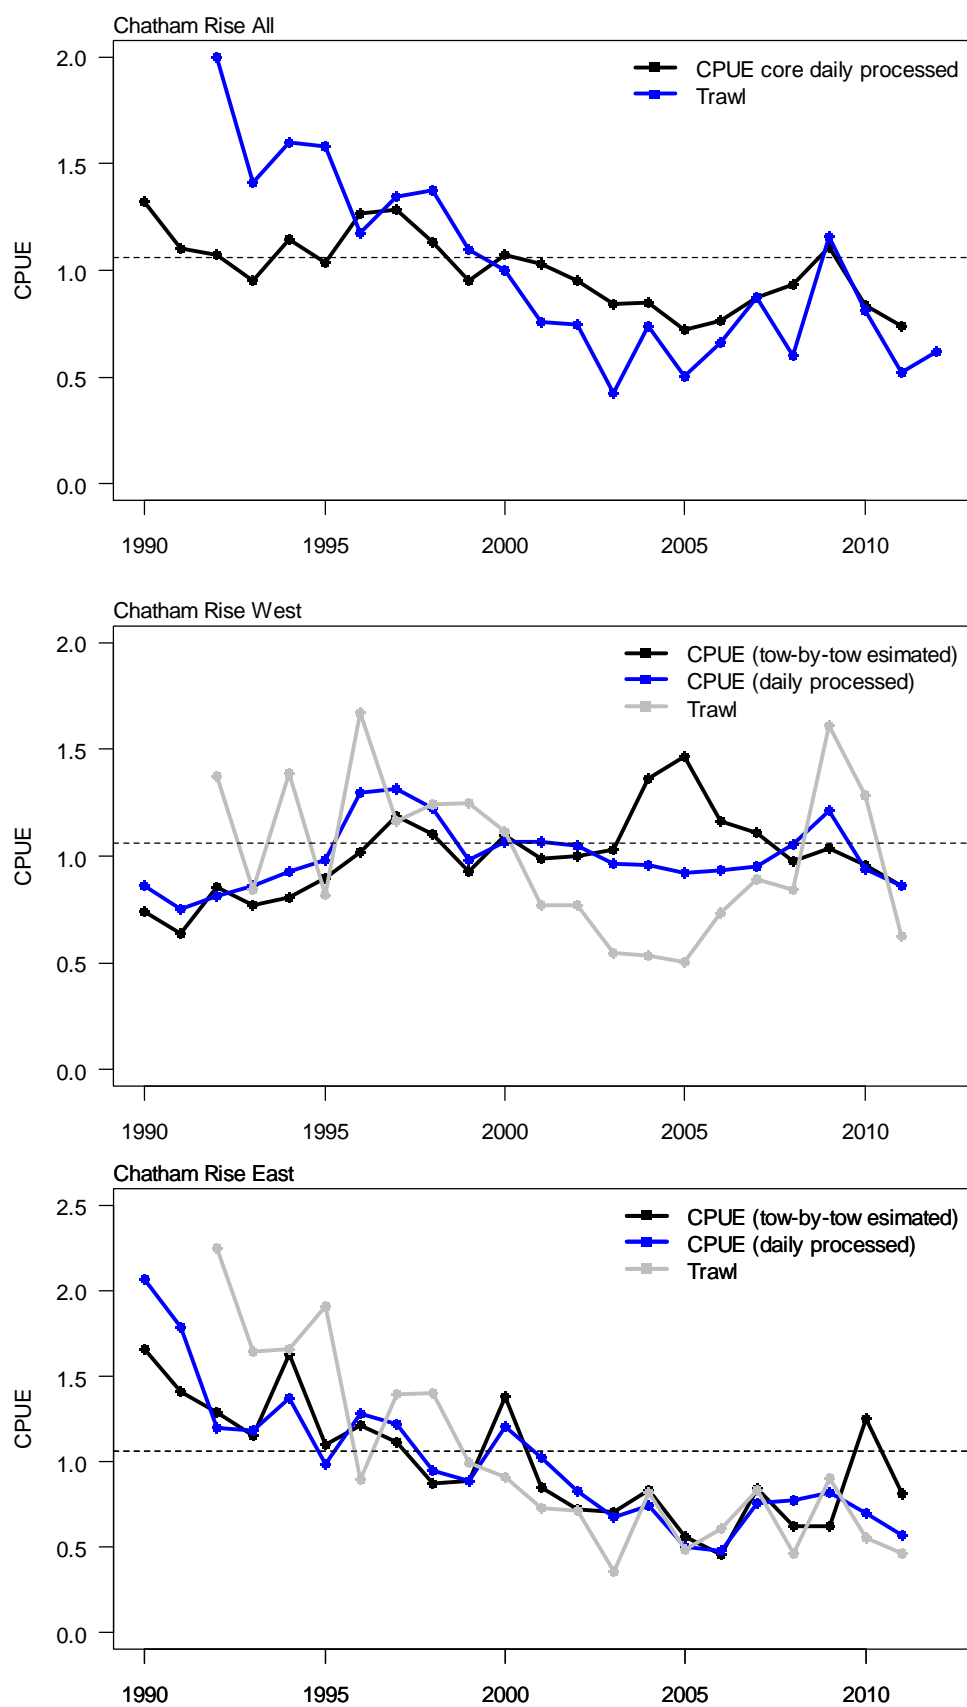 Chatham Rise All
CPUE core daily processed
Trawl
CPUE
2.0
1.5
1.0
0.5
0.0
1990 1995 2000 2005 2010
Chatham Rise West
CPUE (tow-by-tow esimated)
CPUE (daily processed)
Trawl
CPUE
2.0
1.5
1.0
0.5
0.0
1990 1995 2000 2005 2010
Chatham Rise East
CPUE (tow-by-tow esimated)
CPUE (daily processed)
Trawl
CPUE
2.5
2.0
1.5
1.0
0.5
0.0
1990 1995 2000 2005 2010